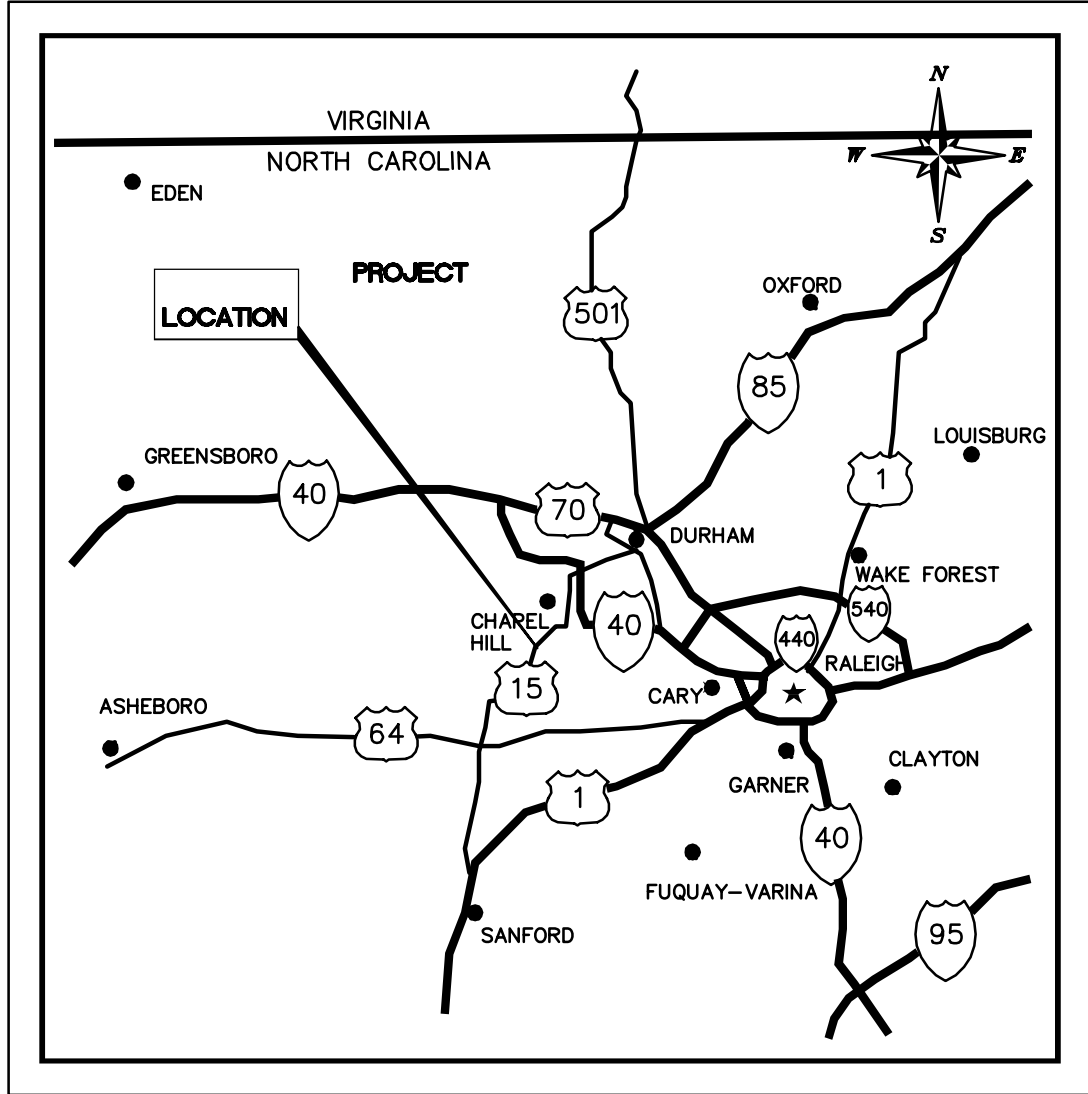 N
VIRGINIA
NORTH CAROLINA
W
E
EDEN
S
PROJECT
LOCATION
OXFORD
501
85
LOUISBURG
GREENSBORO
1
40
70
DURHAM
WAKE FOREST
540
CHAPEL
HILL
40
440
RALEIGH
15
CARY
ASHEBORO
64
CLAYTON
GARNER
1
40
FUQUAY-VARINA
SANFORD
95